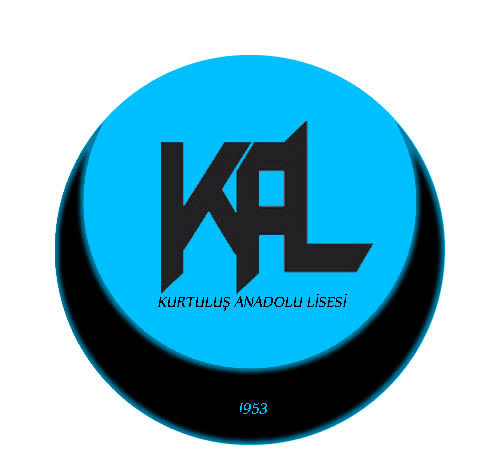 KAL
KURTULUŞ ANADOLU LİSESİ
1953